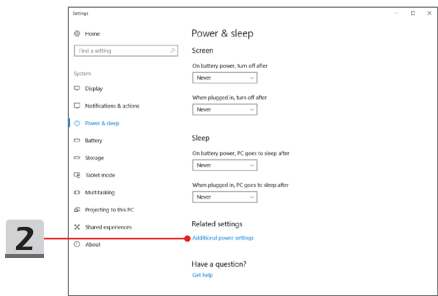 Settings
Home
Find a setting
System
Display
Notifications & actions
Power & sleep
Battery
Storage
Tablet mode
Multitasking
Projecting to this PC
Shared experiences
About
Power & sleep
Screen
On battery power, turn off after
Never
When plugged in, turn off after
Never
Sleep
On battery power, PC goes to sleep after
Never
When plugged in, PC goes to sleep after
Never
Related settings
Additional power settings
Have a question?
Get help
2